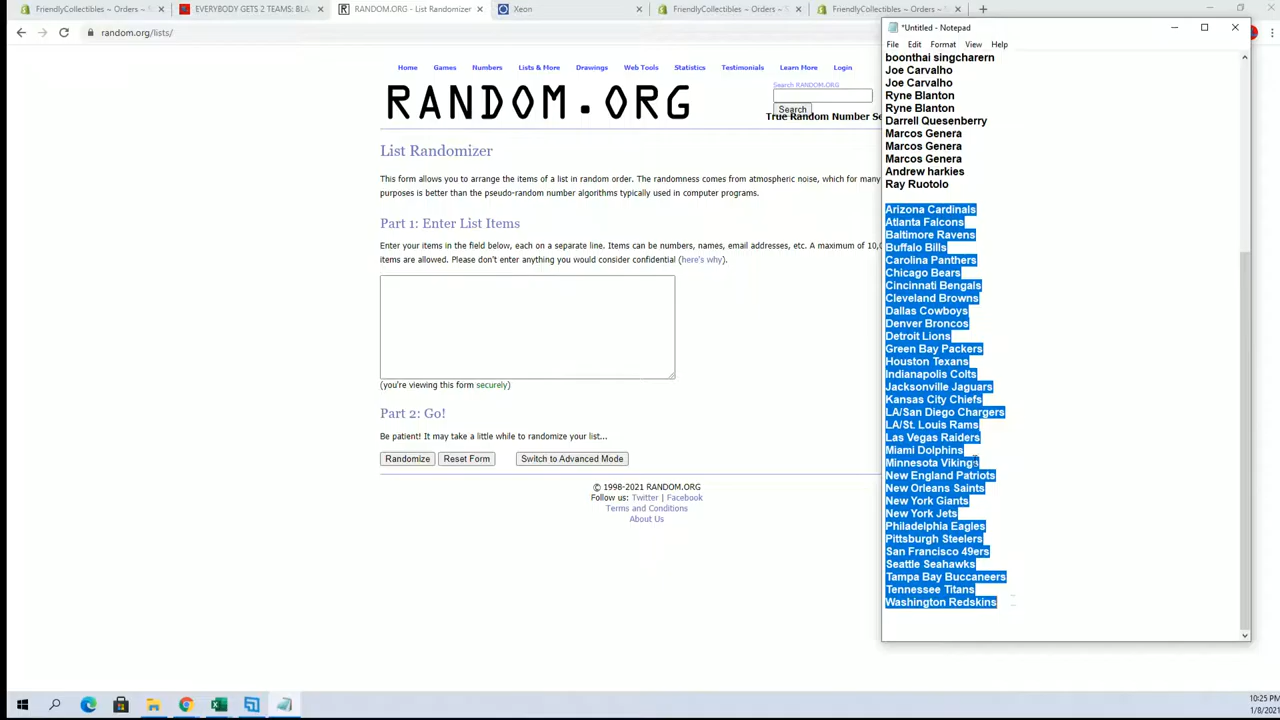 FriendlyCollectibles ~ Orders ~
EVERYBODY GETS 2 TEAMS: BLA
RANDOM.ORG - List Randomizer
Xeon
FriendlyCollectibles ~ Orders ~
FriendlyCollectibles ~ Orders ~
random.org/lists/
Home Games Numbers Lists & More Drawings Web Tools Statistics Testimonials Learn More Login
RANDOM.ORG
Search RANDOM.ORG
Search
True Random Number Se
List Randomizer
This form allows you to arrange the items of a list in random order. The randomness comes from atmospheric noise, which for many
purposes is better than the pseudo-random number algorithms typically used in computer programs.
Part 1: Enter List Items
Enter your items in the field below, each on a separate line. Items can be numbers, names, email addresses, etc. A maximum of 10,0
items are allowed. Please don't enter anything you would consider confidential (here's why).
(you're viewing this form securely)
Part 2: Go!
Be patient! It may take a little while to randomize your list...
Randomize Reset Form Switch to Advanced Mode
© 1998-2021 RANDOM.ORG
Follow us: Twitter | Facebook
Terms and Conditions
About Us
*Untitled - Notepad
File Edit Format View Help
boonthai singcharern
Joe Carvalho
Joe Carvalho
Ryne Blanton
Ryne Blanton
Darrell Quesenberry
Marcos Genera
Marcos Genera
Marcos Genera
Andrew harkies
Ray Ruotolo
Arizona Cardinals
Atlanta Falcons
Baltimore Ravens
Buffalo Bills
Carolina Panthers
Chicago Bears
Cincinnati Bengals
Cleveland Browns
Dallas Cowboys
Denver Broncos
Detroit Lions
Green Bay Packers
Houston Texans
Indianapolis Colts
Jacksonville Jaguars
Kansas City Chiefs
LA/San Diego Chargers
LA/St. Louis Rams
Las Vegas Raiders
Miami Dolphins
Minnesota Vikings
New England Patriots
New Orleans Saints
New York Giants
New York Jets
Philadelphia Eagles
Pittsburgh Steelers
San Francisco 49ers
Seattle Seahawks
Tampa Bay Buccaneers
Tennessee Titans
Washington Redskins
10:25 PM
1/8/2021